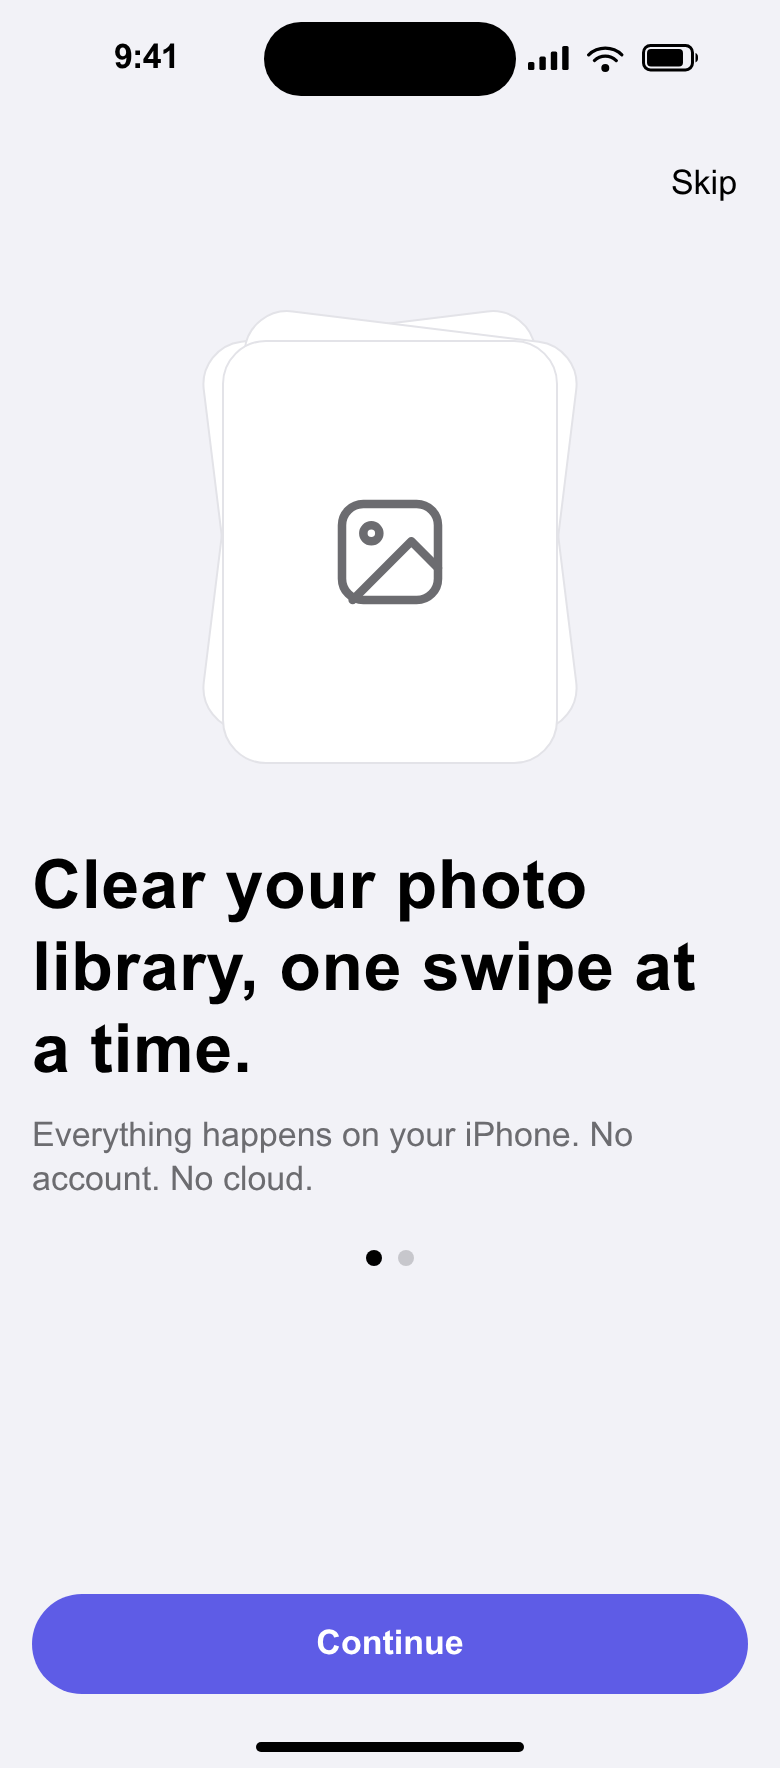 9:41
Skip
Clear your photo
library, one swipe at
a time.
Everything happens on your iPhone. No
account. No cloud.
Continue